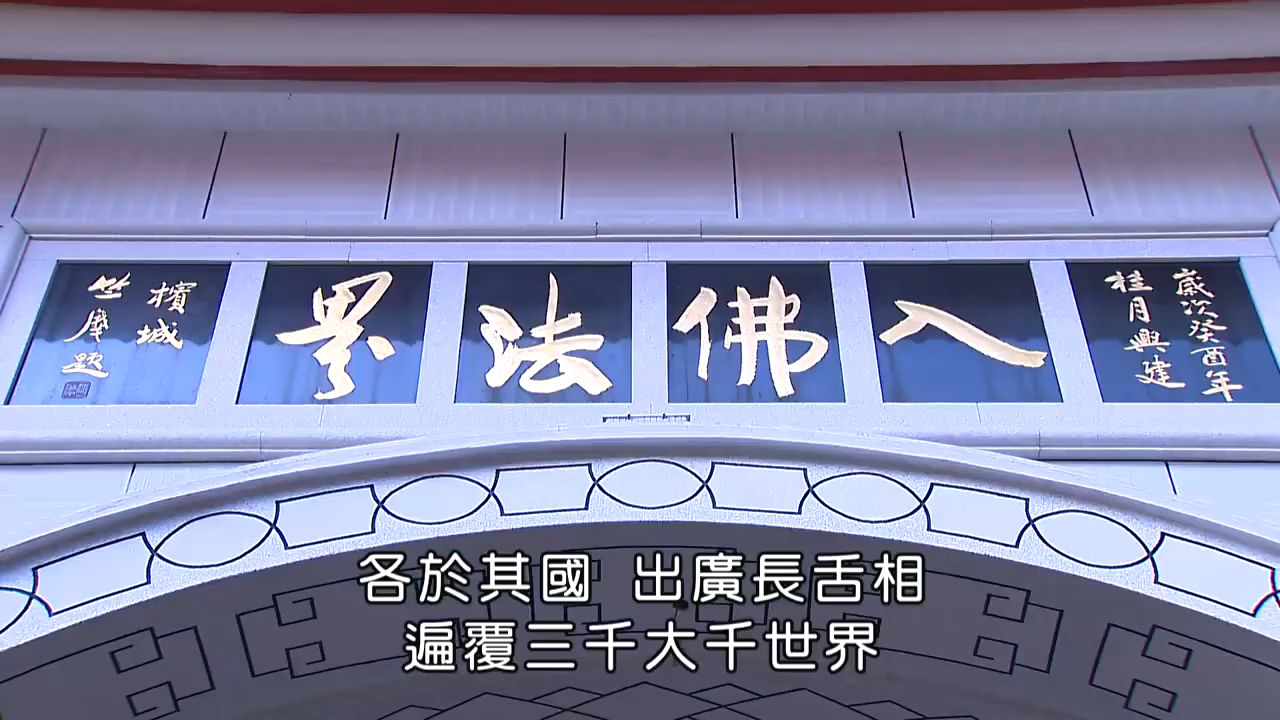 歲次癸酉年
桂月興建
入佛法界
檳城
竺摩題
各於其國 出廣長舌相
遍覆三千大千世界